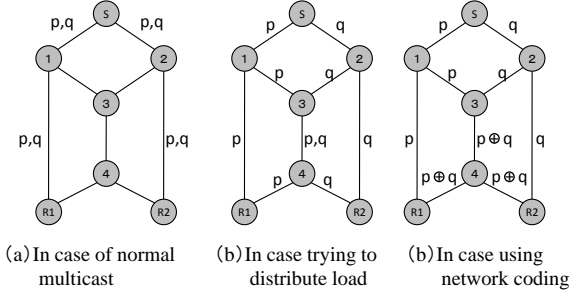 S
p,q
p,q
1
2
3
p,q
p,q
4
R1
R2
(a) In case of normal
multicast
S
p
q
1
2
p
q
3
p
p,q
q
4
p
q
R1
R2
(b) In case trying to
distribute load
S
p
q
1
2
p
q
3
p
p⊕q
q
4
p⊕q
p⊕q
R1
R2
(b) In case using
network coding